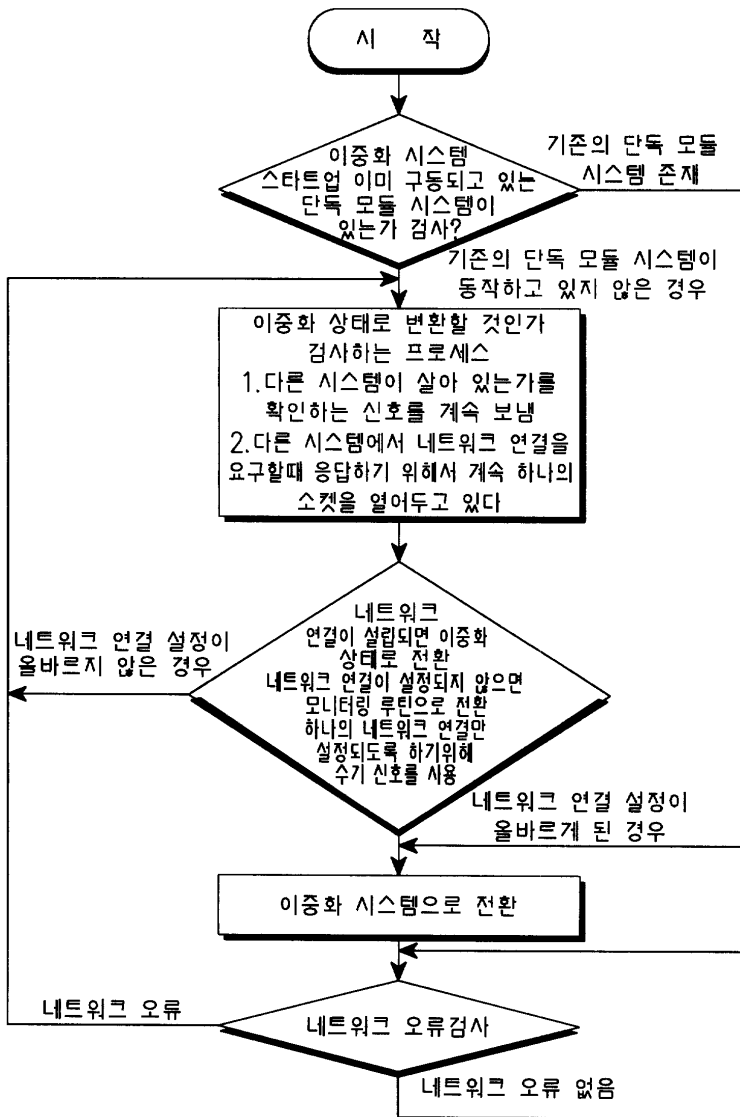 시 작
이중화 시스템
스타트업 이미 구동되고 있는
단독 모듈 시스템이
있는가 검사?
기존의 단독 모듈
시스템 존재
기존의 단독 모듈 시스템이
동작하고 있지 않은 경우
이중화 상태로 변환할 것인가
검사하는 프로세스
1.다른 시스템이 살아 있는가를
확인하는 신호를 계속 보냄
2.다른 시스템에서 네트워크 연결을
요구할때 응답하기 위해서 계속 하나의
소켓을 열어두고 있다
네트워크
연결이 설립되면 이중화
상태로 전환
네트워크 연결이 설정되지 않으면
모니터링 루틴으로 전환
하나의 네트워크 연결만
설정되도록 하기위해
수기 신호를 사용
네트워크 연결 설정이
올바르지 않은 경우
네트워크 연결 설정이
올바르게 된 경우
이중화 시스템으로 전환
네트워크 오류
네트워크 오류검사
네트워크 오류 없음